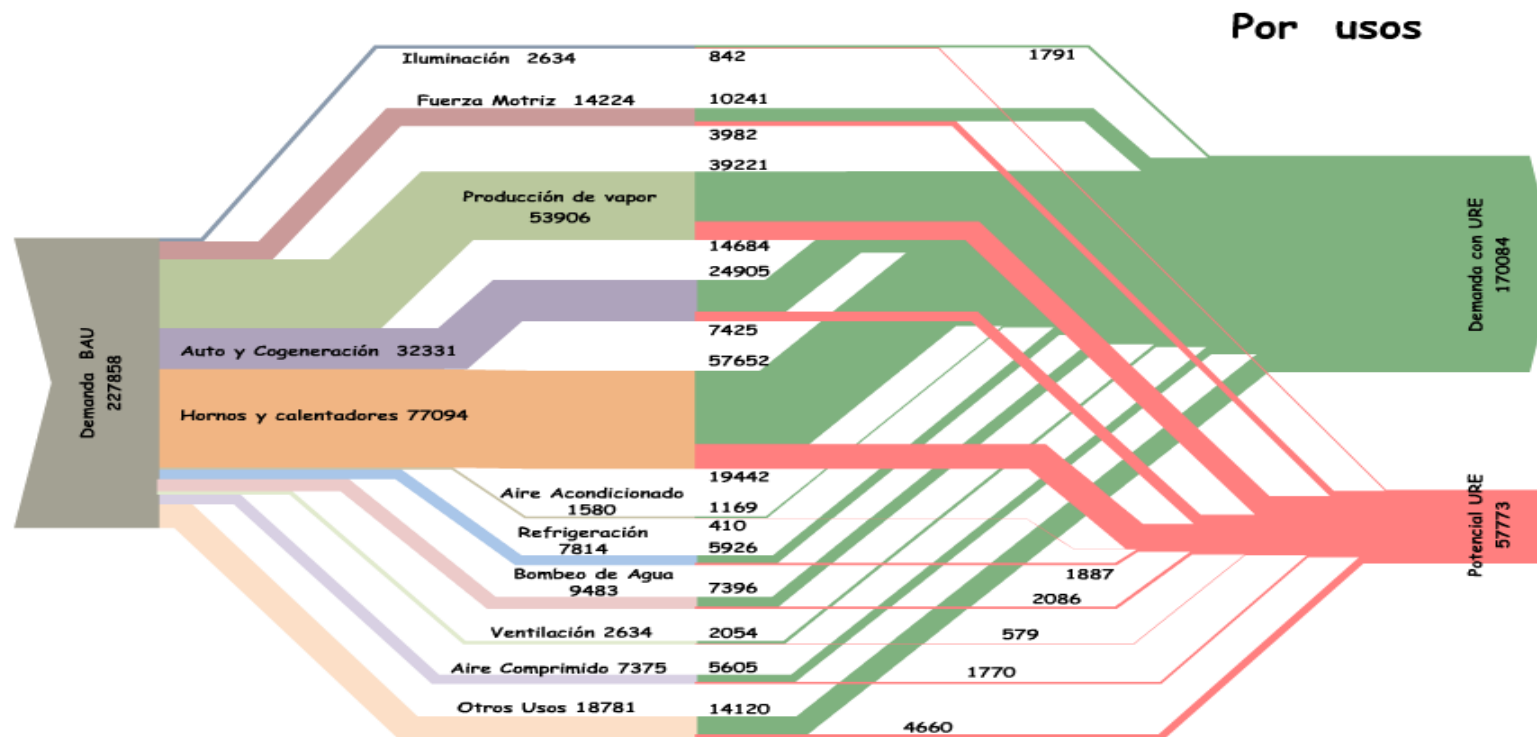 Por usos
Iluminación 2634
842
1791
Fuerza Motriz 14224
10241
3982
39221
Producción de vapor
53906
14684
24905
Auto y Cogeneración 32331
7425
57652
Hornos y calentadores 77094
19442
Aire Acondicionado
1580
1169
410
Refrigeración
7814
5926
1887
Bombeo de Agua
9483
7396
2086
Ventilación 2634
2054
579
Aire Comprimido 7375
5605
1770
Otros Usos 18781
14120
4660
Demanda BAU
227858
Demanda con URE
170084
Potencial URE
57773